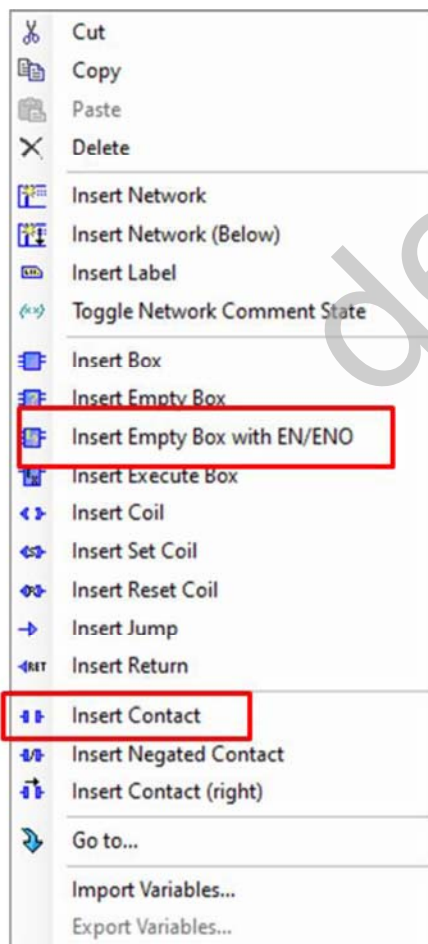 Cut
Copy
Paste
Delete
Insert Network
Insert Network (Below)
Insert Label
Toggle Network Comment State
Insert Box
Insert Empty Box
Insert Empty Box with EN/ENO
Insert Execute Box
Insert Coil
Insert Set Coil
Insert Reset Coil
Insert Jump
RET Insert Return
Insert Contact
Insert Negated Contact
Insert Contact (right)
Go to...
Import Variables...
Export Variables...